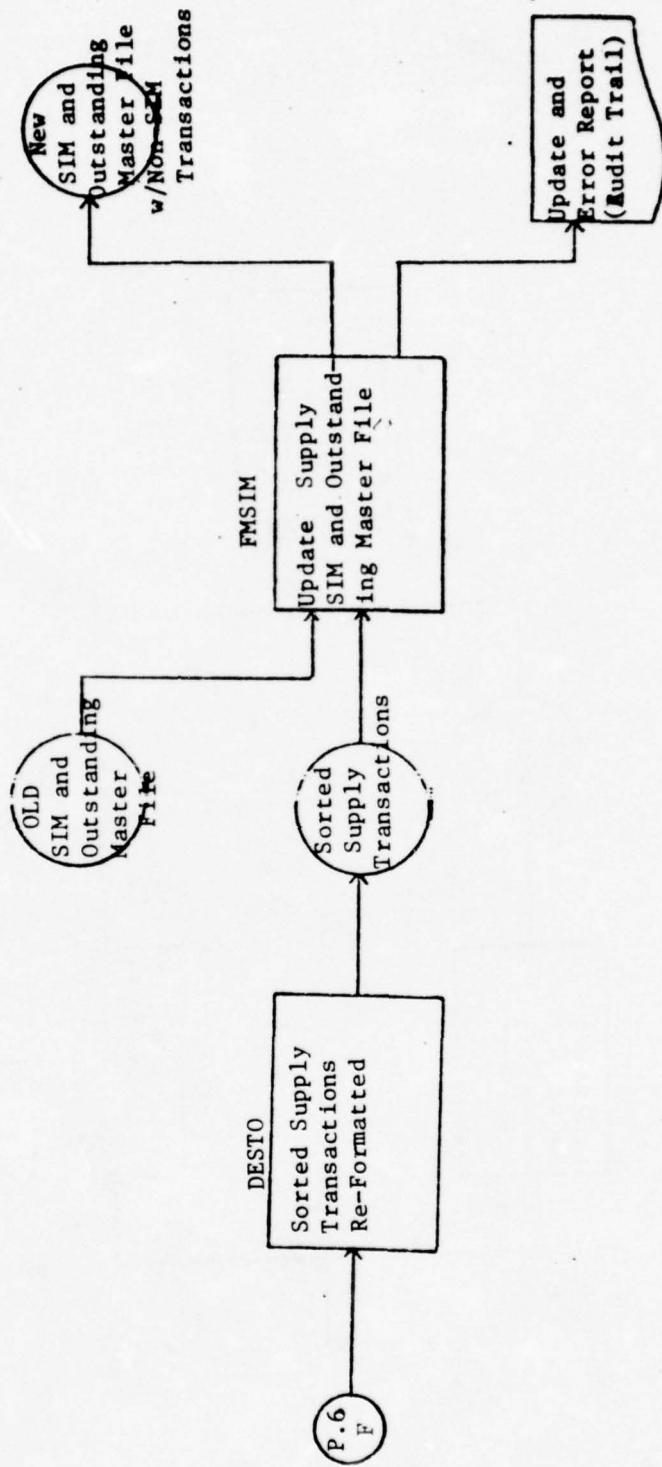 P.6
F
DESTO
Sorted Supply
Transactions
Re-Formatted
OLD
SIM and
Outstanding
Master
File
Sorted
Supply
Transactions
FMSIM
Update Supply
SIM and Outstand-
ing Master File
New
SIM and
Outstanding
Master File
w/Non-SIM
Transactions
Update and
Error Report
(Audit Trail)